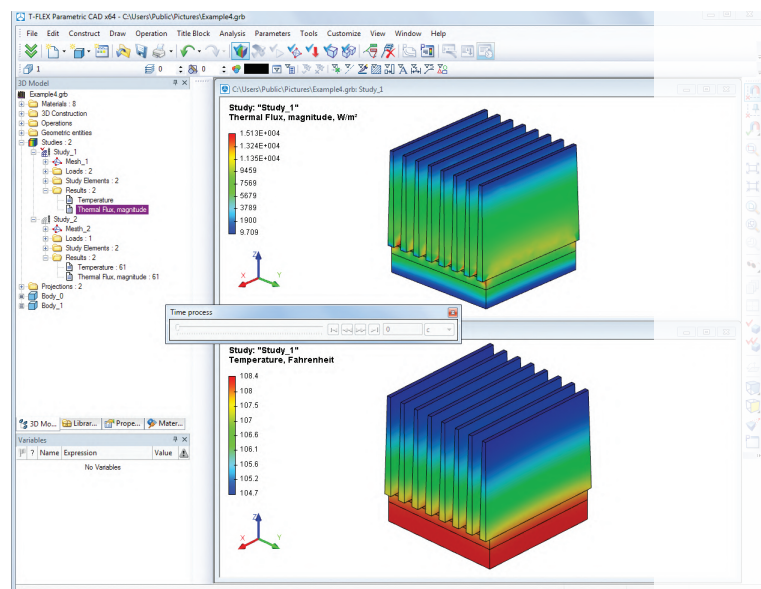 T-FLEX Parametric CAD x64 - C:\Users\Public\Pictures\Example4.grb
File Edit Construct Draw Operation Title Block Analysis Parameters Tools Customize View Window Help
1 0 0
3D Model
Example4.grb
Materials : 8
3D Construction
Operations
Geometric entities
Studies : 2
Study_1
Mesh_1
Loads : 2
Study Elements : 2
Results : 2
Temperature
Thermal Flux, magnitude
Study_2
Meath_2
Loads : 1
Study Elements : 2
Results : 2
Temperature : 61
Thermal Flux, magnitude : 61
Projections : 2
Body_0
Body_1
3D Mo... Librar... Prope... Mater...
Variables
? Name Expression Value
No Variables
C:\Users\Public\Pictures\Example4.grb: Study_1
Study: "Study_1"
Thermal Flux, magnitude, W/m²
1.513E+004
1.324E+004
1.135E+004
9459
7569
5679
3789
1900
9.709
Z
X Y
Time process
0
Study: "Study_1"
Temperature, Fahrenheit
108.4
108
107.5
107
106.6
106.1
105.6
105.2
104.7
Z
X Y